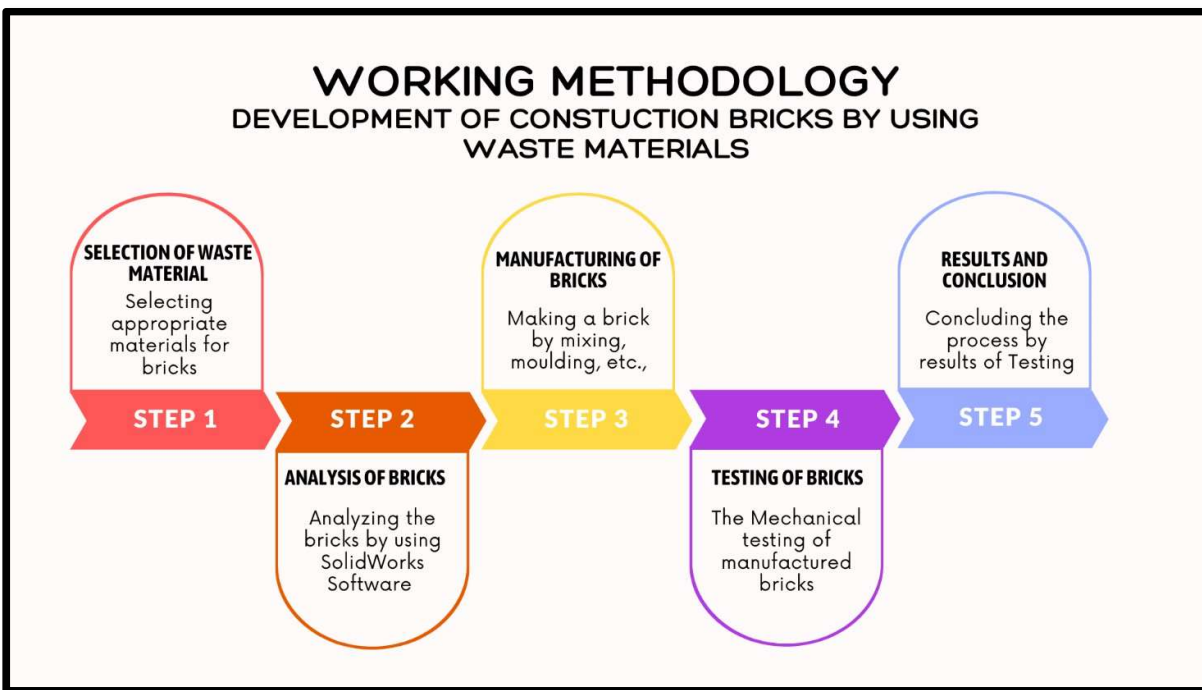 WORKING METHODOLOGY
DEVELOPMENT OF CONSTUCTION BRICKS BY USING
WASTE MATERIALS
SELECTION OF WASTE
MATERIAL
Selecting
appropriate
materials for
bricks
STEP 1
STEP 2
ANALYSIS OF BRICKS
Analyzing the
bricks by using
SolidWorks
Software
MANUFACTURING OF
BRICKS
Making a brick
by mixing,
moulding, etc.,
STEP 3
STEP 4
TESTING OF BRICKS
The Mechanical
testing of
manufactured
bricks
RESULTS AND
CONCLUSION
Concluding the
process by
results of Testing
STEP 5